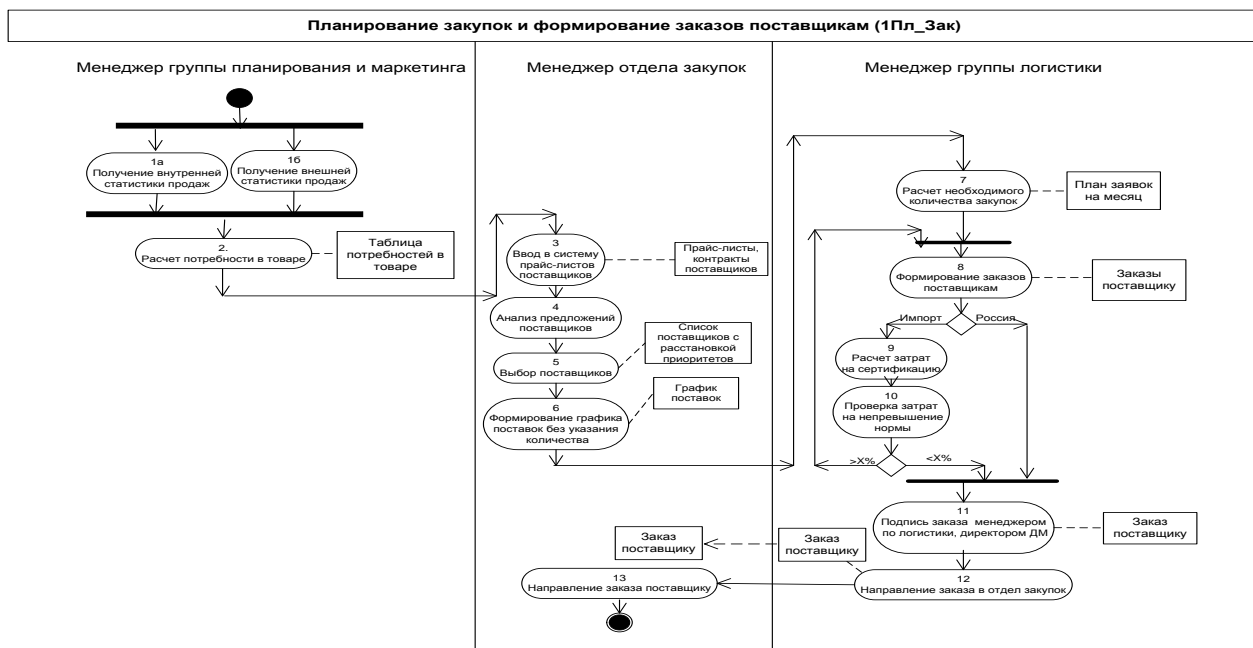 Планирование закупок и формирование заказов поставщикам (1Пл_Зак)
Менеджер группы планирования и маркетинга
1а
Получение внутренней
статистики продаж
1б
Получение внешней
статистики продаж
2.
Расчет потребности в товаре
Таблица
потребностей в
товаре
Менеджер отдела закупок
3
Ввод в систему
прайс-листов
поставщиков
Прайс-листы,
контракты
поставщиков
4
Анализ предложений
поставщиков
5
Выбор поставщиков
Список
поставщиков с
расстановкой
приоритетов
6
Формирование графика
поставок без указания
количества
График
поставок
Менеджер группы логистики
7
Расчет необходимого
количества закупок
План заявок
на месяц
8
Формирование заказов
поставщикам
Заказы
поставщику
Импорт
Россия
9
Расчет затрат
на сертификацию
10
Проверка затрат
на непревышение
нормы
>X%
<X%
11
Подпись заказа менеджером
по логистики, директором ДМ
Заказ
поставщику
12
Направление заказа в отдел закупок
Заказ
поставщику
Заказ
поставщику
13
Направление заказа поставщику